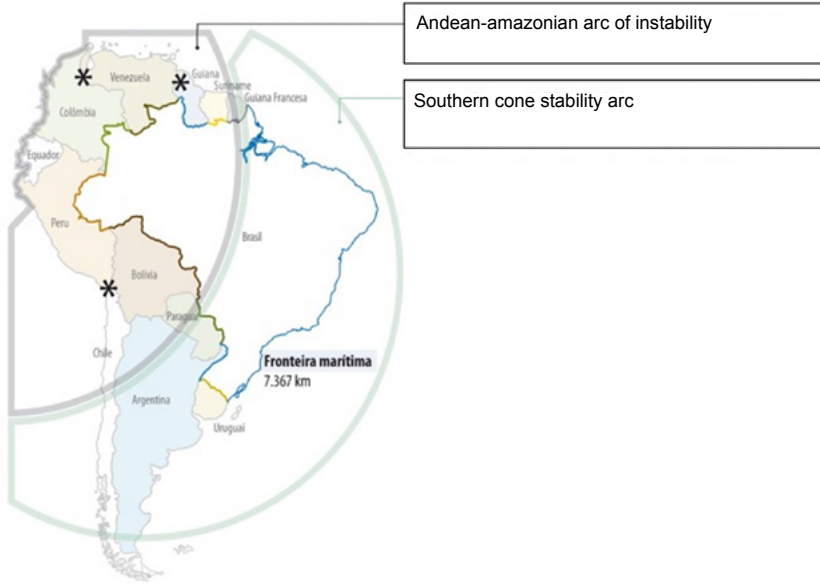 Andean-amazonian arc of instability
Southern cone stability arc
Venezuela
Guiana
Suriname
Guiana Francesa
Colômbia
Equador
Peru
Brasil
Bolívia
Paraguai
Chile
Fronteira marítima
7.367 km
Argentina
Uruguai